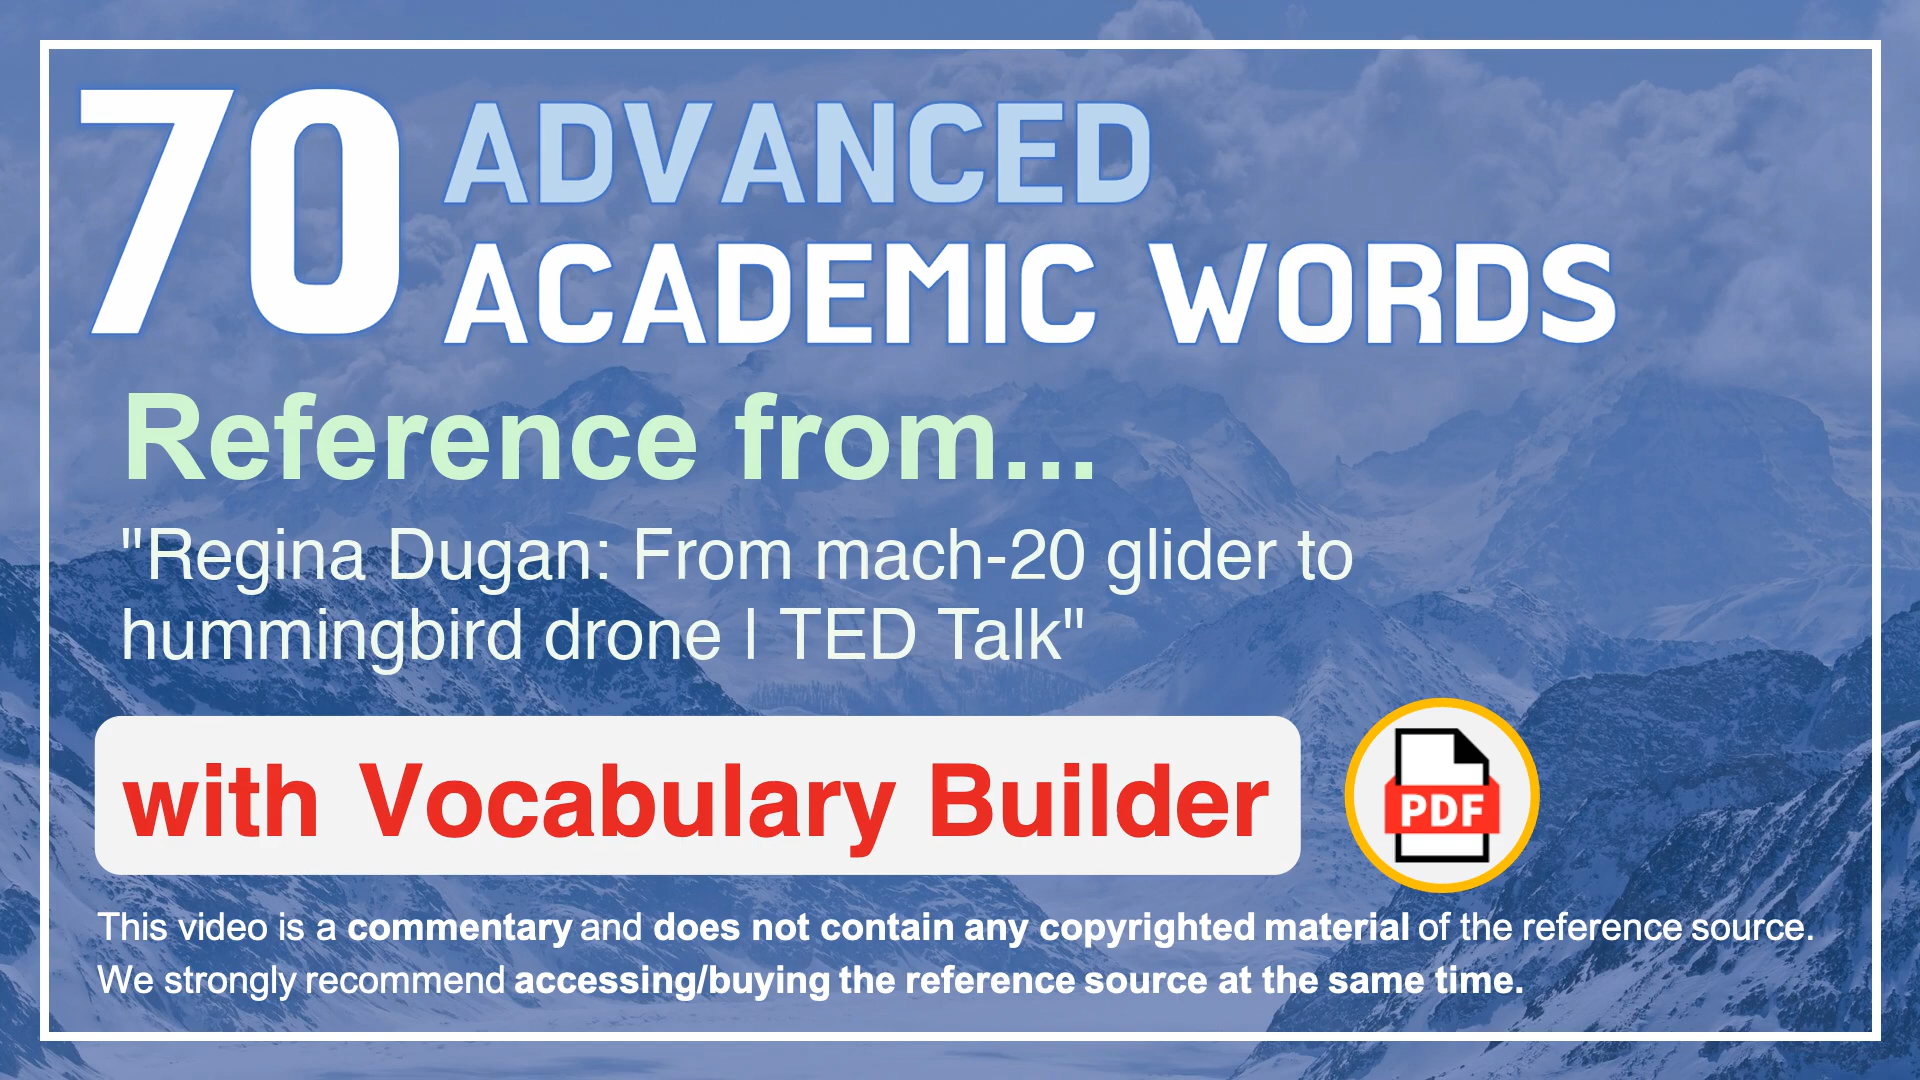 70 ADVANCED
ACADEMIC WORDS
Reference from...
"Regina Dugan: From mach-20 glider to
hummingbird drone | TED Talk"
with Vocabulary Builder
PDF
This video is a commentary and does not contain any copyrighted material of the reference source.
We strongly recommend accessing/buying the reference source at the same time.